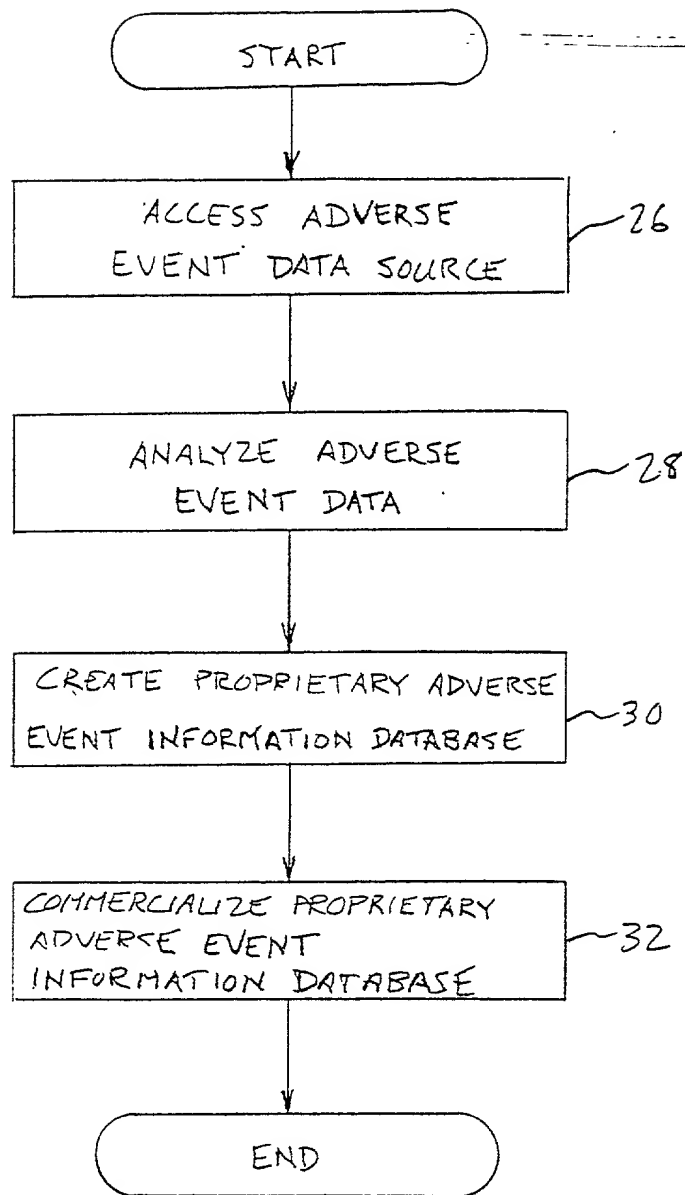 START
ACCESS ADVERSE
EVENT DATA SOURCE
26
ANALYZE ADVERSE
EVENT DATA
28
CREATE PROPRIETARY ADVERSE
EVENT INFORMATION DATABASE
30
COMMERCIALIZE PROPRIETARY
ADVERSE EVENT
INFORMATION DATABASE
32
END